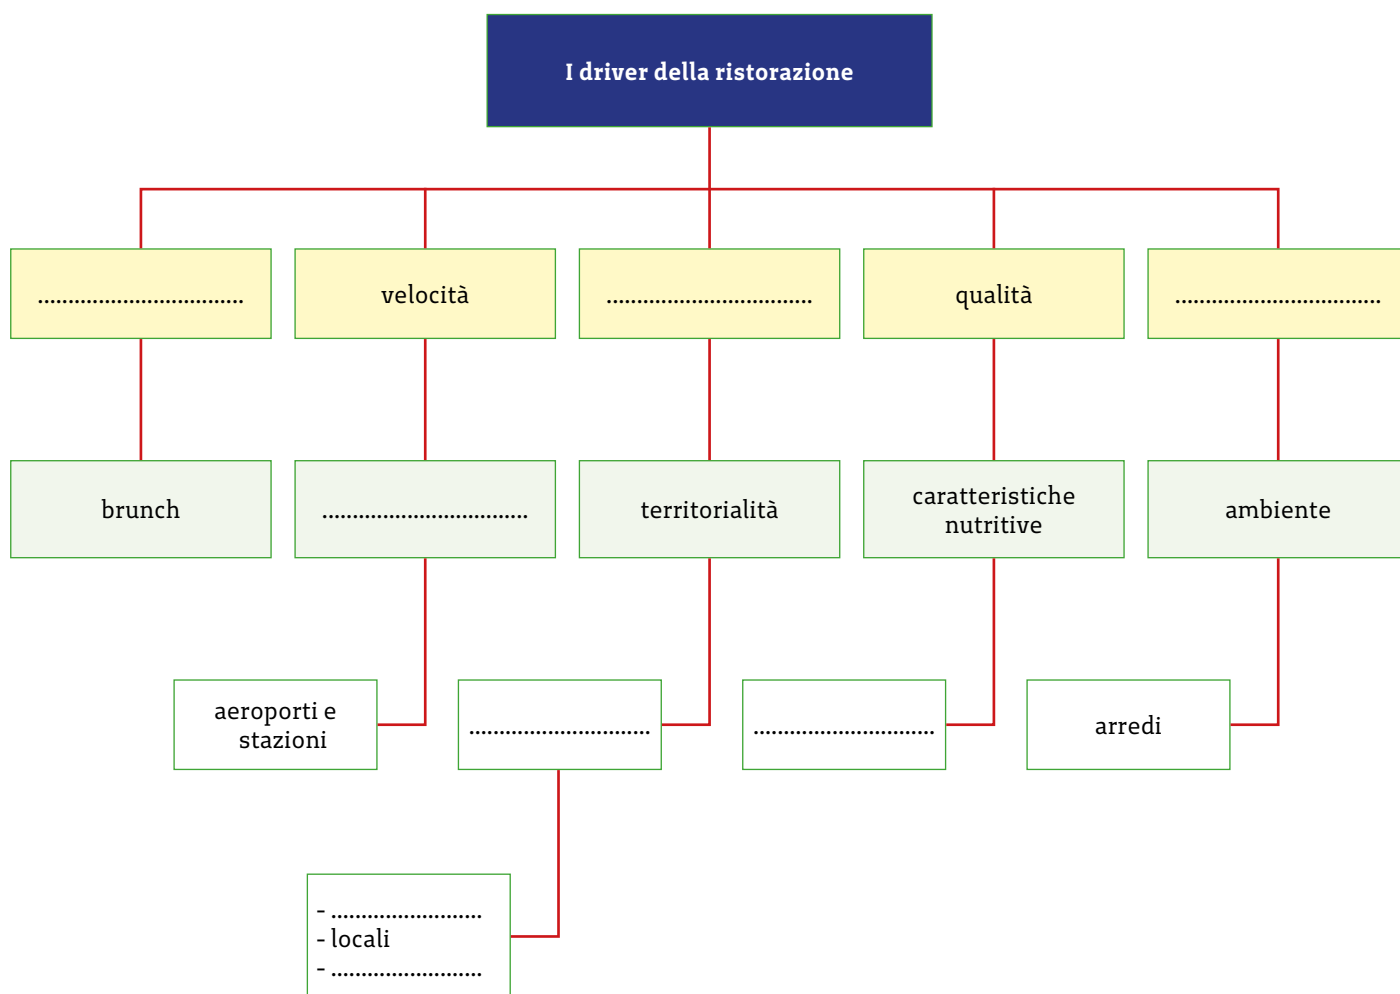 I driver della ristorazione
.................................
velocità
.................................
qualità
.................................
brunch
.................................
territorialità
caratteristiche
nutritive
ambiente
aeroporti e
stazioni
.............................
.............................
arredi
- ........................
- locali
- ........................